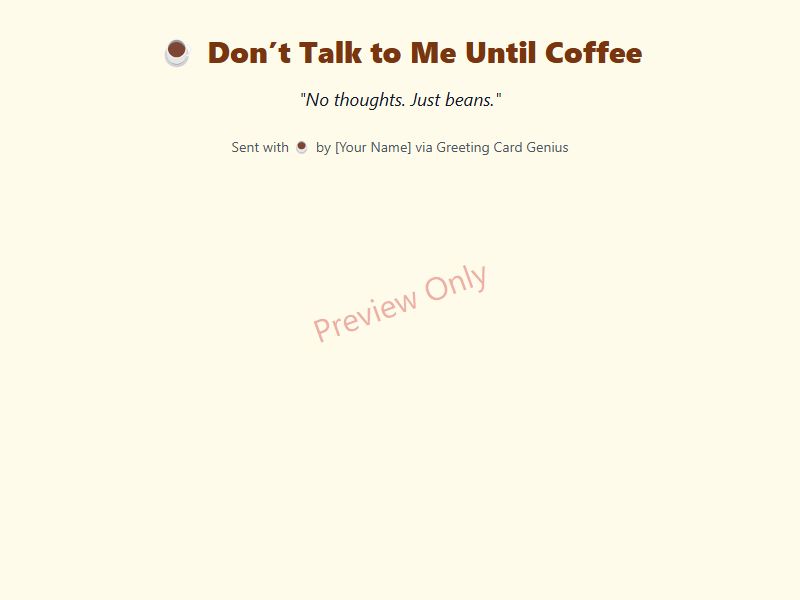 ☕ Don’t Talk to Me Until Coffee
"No thoughts. Just beans."
Sent with ☕ by [Your Name] via Greeting Card Genius
Preview Only